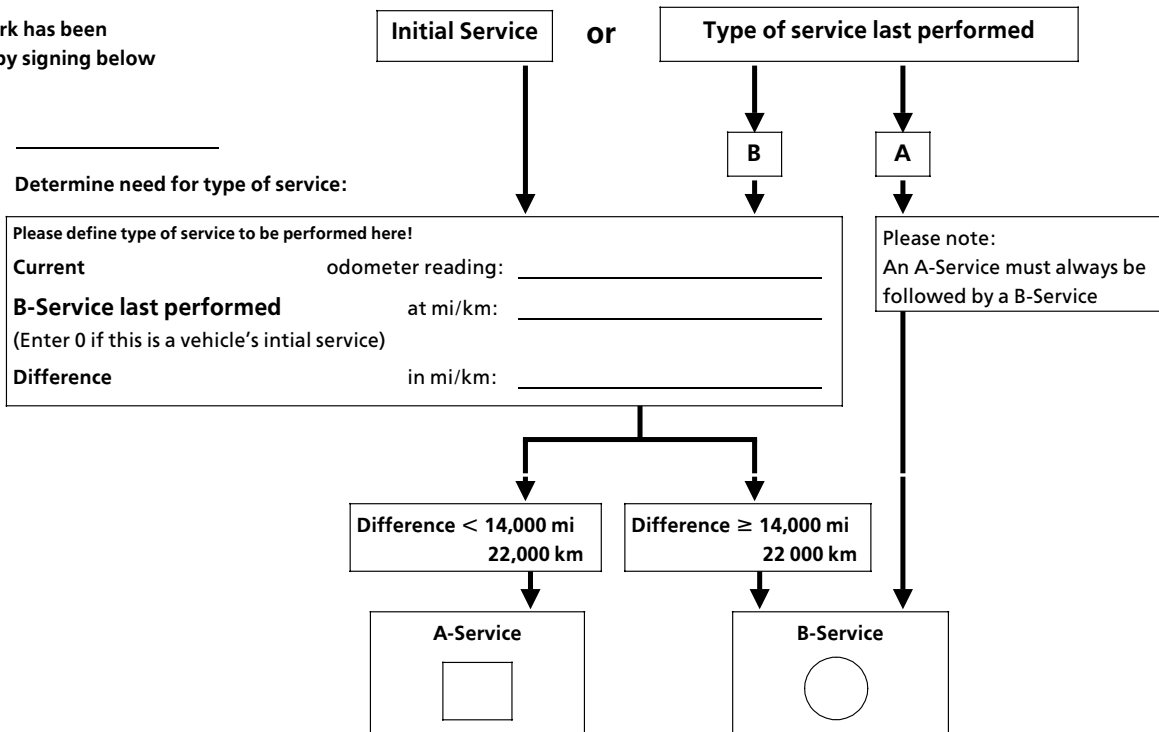 rk has been
by signing below
Initial Service
or
Type of service last performed
B
A
Determine need for type of service:
Please define type of service to be performed here!
Current odometer reading:
B-Service last performed at mi/km:
(Enter 0 if this is a vehicle's intial service)
Difference in mi/km:
Please note:
An A-Service must always be
followed by a B-Service
Difference < 14,000 mi
22,000 km
Difference ≥ 14,000 mi
22 000 km
A-Service
B-Service